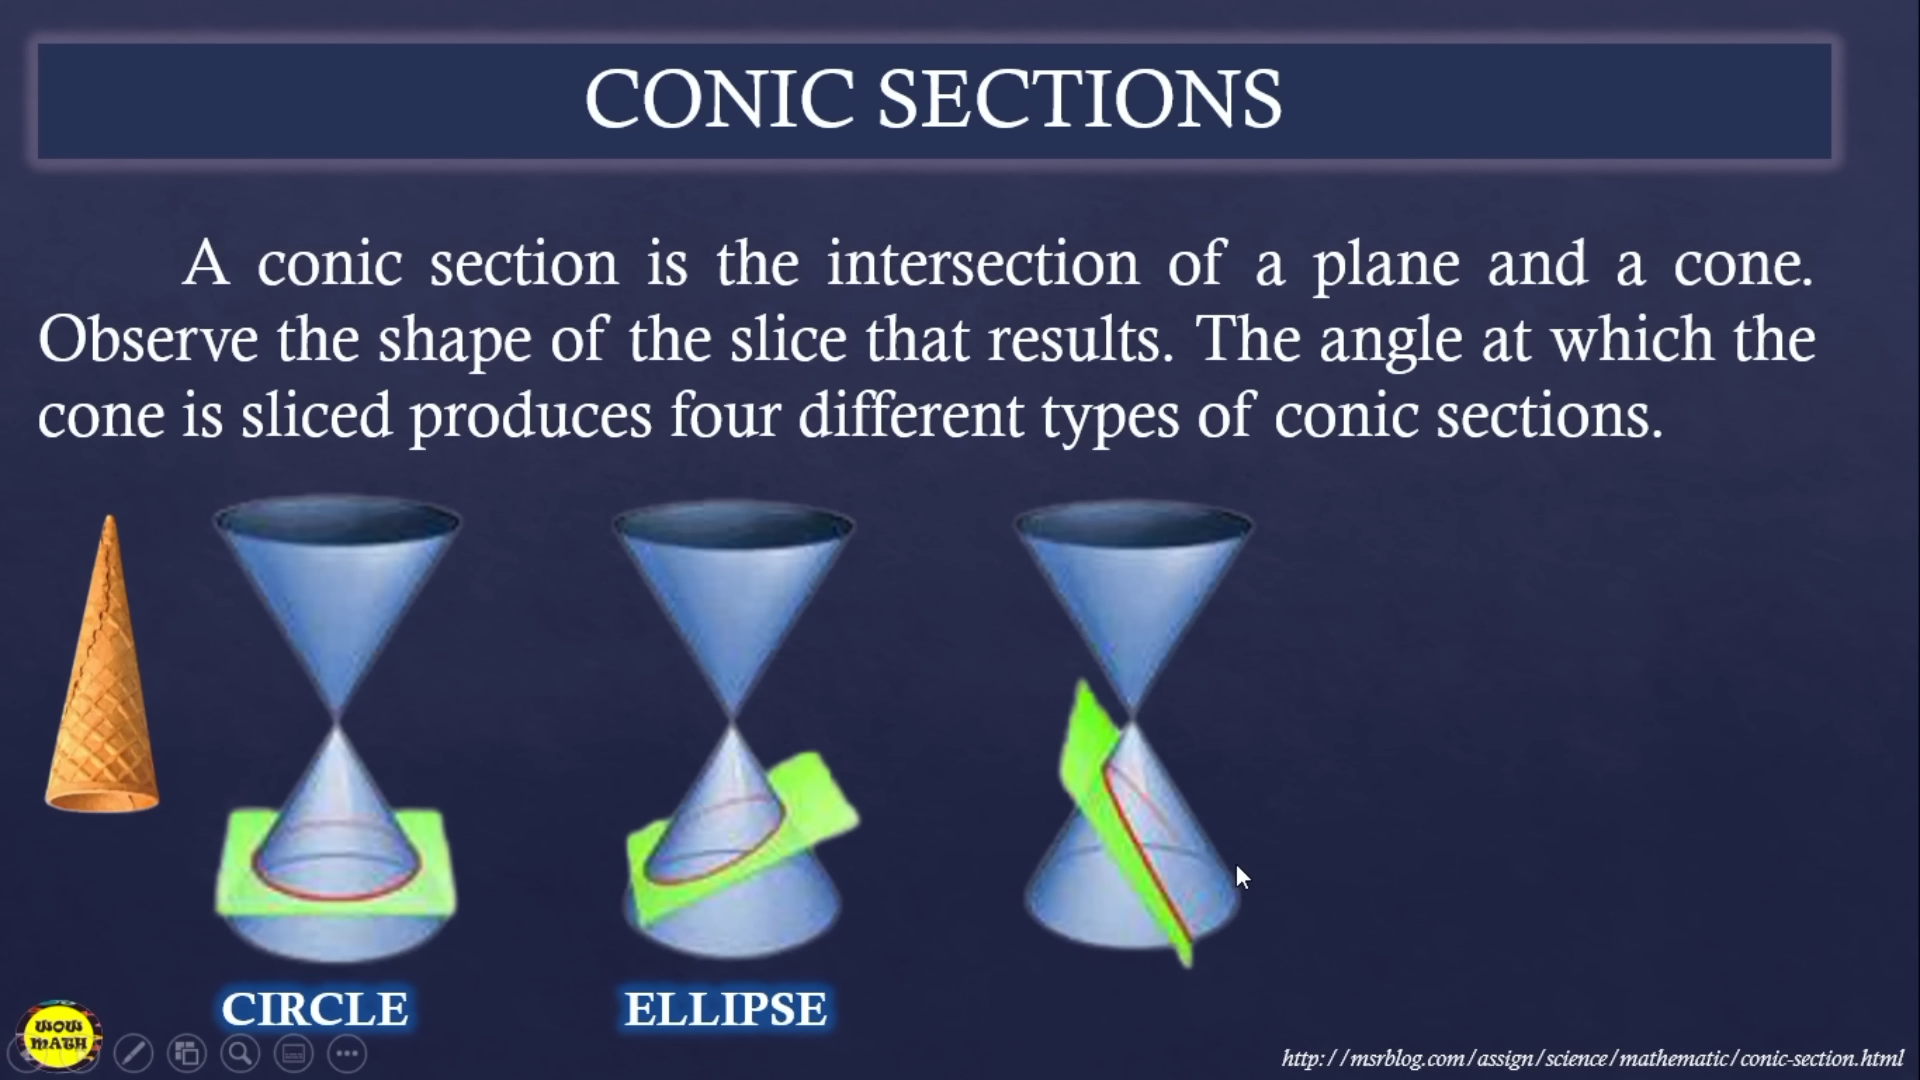 CONIC SECTIONS
A conic section is the intersection of a plane and a cone.
Observe the shape of the slice that results. The angle at which the
cone is sliced produces four different types of conic sections.
CIRCLE
ELLIPSE
WOW
MATH
http://msrblog.com/assign/science/mathematic/conic-section.html